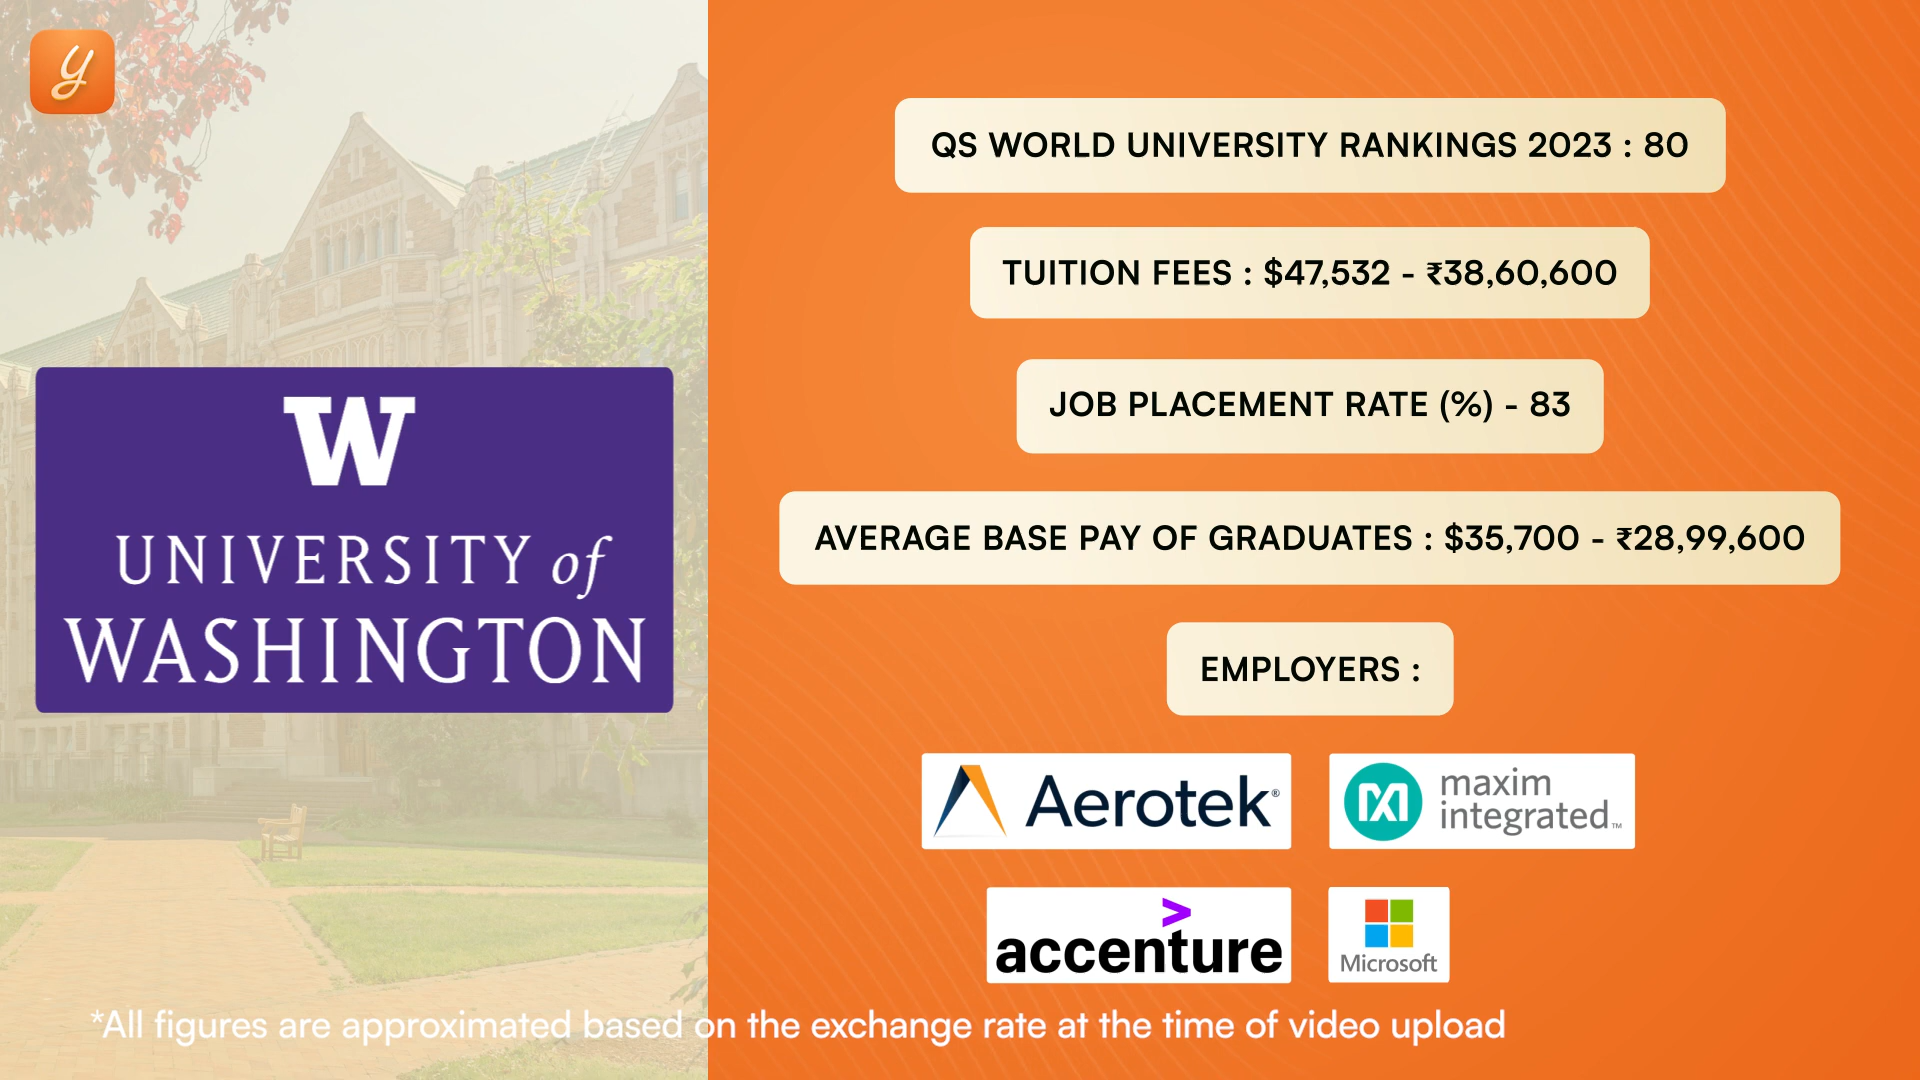 y
W
UNIVERSITY of
WASHINGTON
QS WORLD UNIVERSITY RANKINGS 2023 : 80
TUITION FEES : $47,532 - ₹38,60,600
JOB PLACEMENT RATE (%) - 83
AVERAGE BASE PAY OF GRADUATES : $35,700 - ₹28,99,600
EMPLOYERS :
Aerotek®
maxim
integrated™
accenture
Microsoft
*All figures are approximated based on the exchange rate at the time of video upload